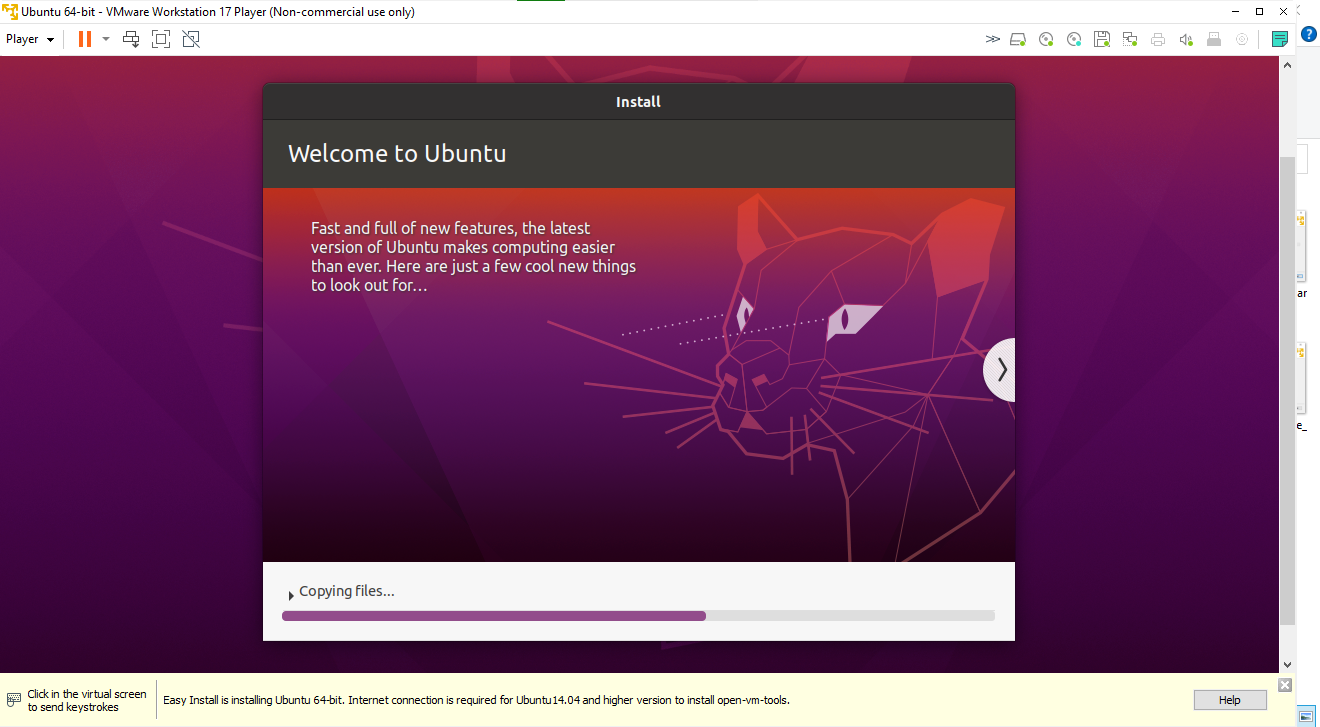 Ubuntu 64-bit - VMware Workstation 17 Player (Non-commercial use only)
Player
?
Install
Welcome to Ubuntu
Fast and full of new features, the latest
version of Ubuntu makes computing easier
than ever. Here are just a few cool new things
to look out for...
ar
e_
Copying files...
Click in the virtual screen
to send keystrokes
Easy Install is installing Ubuntu 64-bit. Internet connection is required for Ubuntu14.04 and higher version to install open-vm-tools.
Help